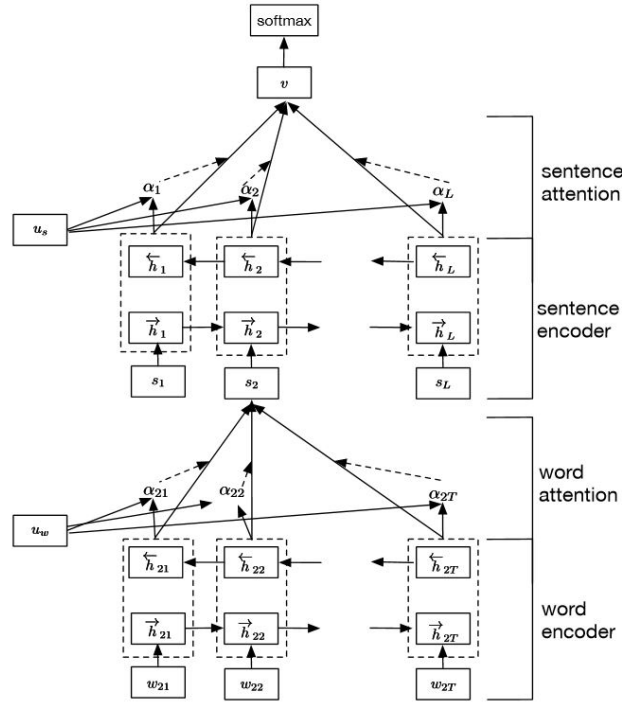 softmax
v
α1 α2 αL
sentence
attention
us
←h1 ←h2 ←hL
→h1 →h2 →hL
sentence
encoder
s1 s2 sL
α21 α22 α2T
word
attention
uw
←h21 ←h22 ←h2T
→h21 →h22 →h2T
word
encoder
w21 w22 w2T